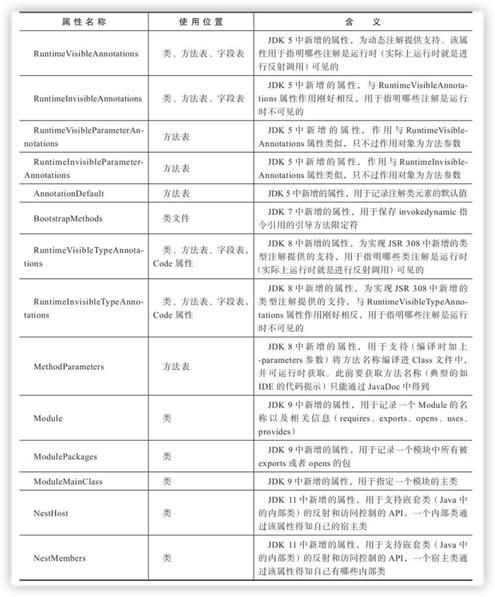 属性名称 使用位置 含 义
RuntimeVisibleAnnotations 类、方法表、字段表 JDK 5 中新增的属性，为动态注解提供支持。该属
性用于指明哪些注解是运行时（实际上运行时就是进
行反射调用）可见的
RuntimeInvisibleAnnotations 类、方法表、字段表 JDK 5 中新增的属性，与 RuntimeVisibleAnnota-
tions 属性作用刚好相反，用于指明哪些注解是运行
时不可见的
RuntimeVisibleParameterAn-
notations 方法表 JDK 5 中新增的属性，作用与 RuntimeVisible-
Annotations 属性类似，只不过作用对象为方法参数
RuntimeInvisibleParameter-
Annotations 方法表 JDK 5 中新增的属性，作用与 RuntimeInvisible-
Annotations 属性类似，只不过作用对象为方法参数
AnnotationDefault 方法表 JDK 5 中新增的属性，用于记录注解类元素的默认值
BootstrapMethods 类文件 JDK 7 中新增的属性，用于保存 invokedynamic 指
令引用的引导方法限定符
RuntimeVisibleTypeAnnota-
tions 类、方法表、字段表，
Code 属性 JDK 8 中新增的属性，为实现 JSR 308 中新增的类
型注解提供的支持，用于指明哪些类注解是运行时
（实际上运行时就是进行反射调用）可见的
RuntimeInvisibleTypeAnno-
tations 类、方法表、字段表，
Code 属性 JDK 8 中新增的属性，为实现 JSR 308 中新增的
类型注解提供的支持，与 RuntimeVisibleTypeAnno-
tations 属性作用刚好相反，用于指明哪些注解是运行
时不可见的
MethodParameters 方法表 JDK 8 中新增的属性，用于支持（编译时加上
-parameters 参数）将方法名称编译进 Class 文件中，
并可运行时获取。此前要获取方法名称（典型的如
IDE 的代码提示）只能通过 JavaDoc 中得到
Module 类 JDK 9 中新增的属性，用于记录一个 Module 的名
称以及相关信息（requires、exports、opens、uses、
provides）
ModulePackages 类 JDK 9 中新增的属性，用于记录一个模块中所有被
exports 或者 opens 的包
ModuleMainClass 类 JDK 9 中新增的属性，用于指定一个模块的主类
NestHost 类 JDK 11 中新增的属性，用于支持嵌套类（Java 中
的内部类）的反射和访问控制的 API，一个内部类通
过该属性得知自己的宿主类
NestMembers 类 JDK 11 中新增的属性，用于支持嵌套类（Java 中
的内部类）的反射和访问控制的 API，一个宿主类通
过该属性得知自己有哪些内部类